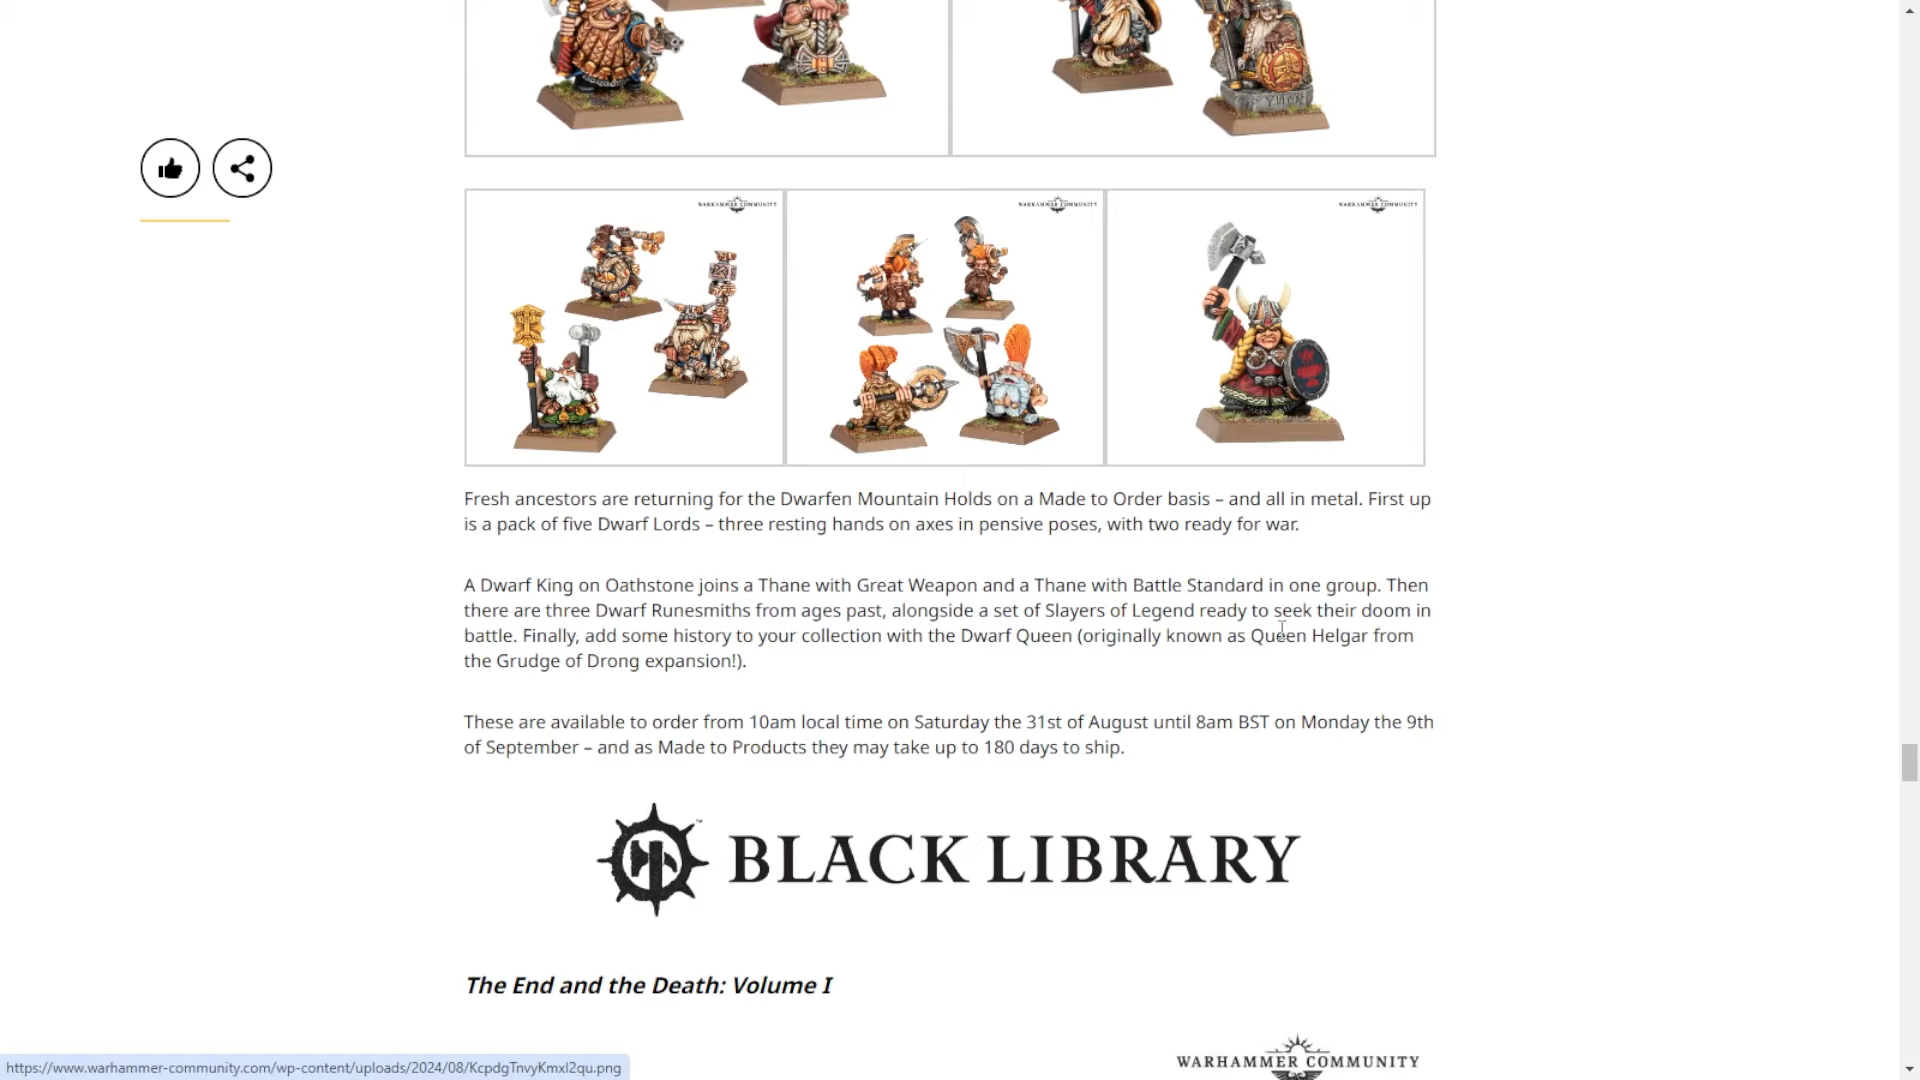 WARHAMMER COMMUNITY
WARHAMMER COMMUNITY
WARHAMMER COMMUNITY
Fresh ancestors are returning for the Dwarfen Mountain Holds on a Made to Order basis – and all in metal. First up
is a pack of five Dwarf Lords – three resting hands on axes in pensive poses, with two ready for war.
A Dwarf King on Oathstone joins a Thane with Great Weapon and a Thane with Battle Standard in one group. Then
there are three Dwarf Runesmiths from ages past, alongside a set of Slayers of Legend ready to seek their doom in
battle. Finally, add some history to your collection with the Dwarf Queen (originally known as Queen Helgar from
the Grudge of Drong expansion!).
These are available to order from 10am local time on Saturday the 31st of August until 8am BST on Monday the 9th
of September – and as Made to Products they may take up to 180 days to ship.
BLACK LIBRARY™
The End and the Death: Volume I
WARHAMMER COMMUNITY
https://www.warhammer-community.com/wp-content/uploads/2024/08/KcpdgTnvyKmxl2qu.png